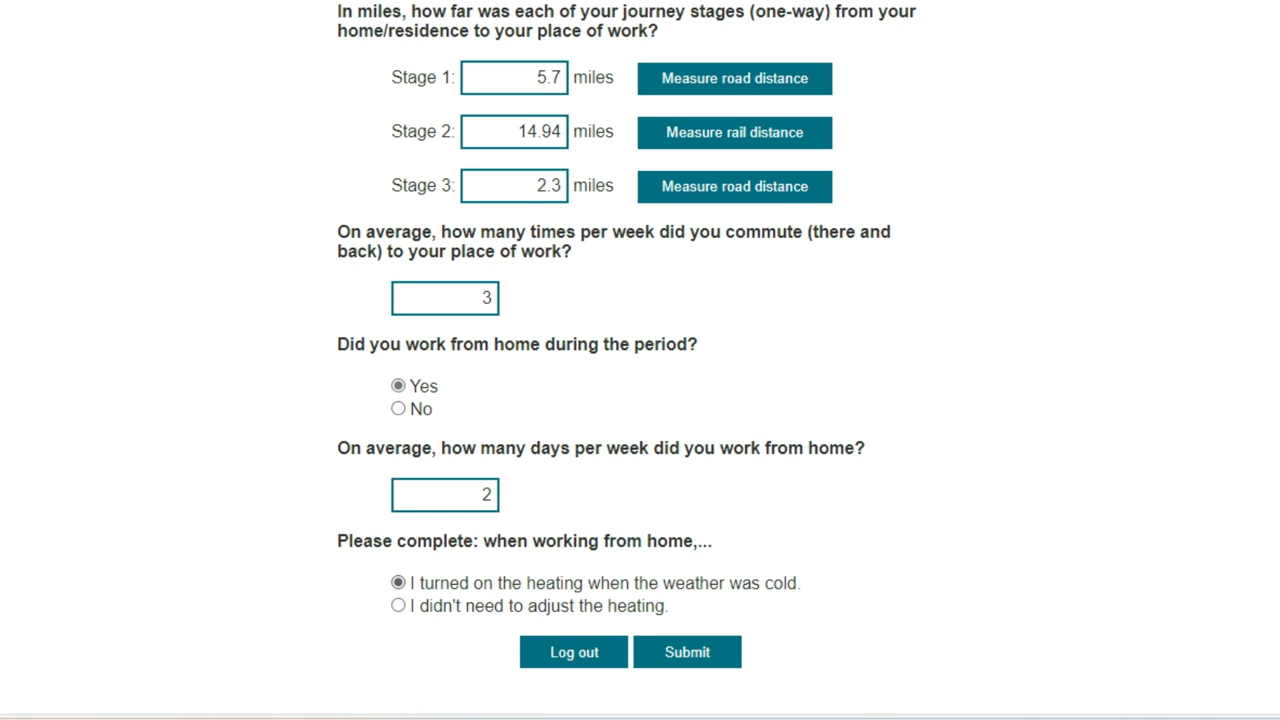 In miles, how far was each of your journey stages (one-way) from your
home/residence to your place of work?
Stage 1: 5.7 miles Measure road distance
Stage 2: 14.94 miles Measure rail distance
Stage 3: 2.3 miles Measure road distance
On average, how many times per week did you commute (there and
back) to your place of work?
3
Did you work from home during the period?
Yes
No
On average, how many days per week did you work from home?
2
Please complete: when working from home,...
I turned on the heating when the weather was cold.
I didn't need to adjust the heating.
Log out Submit